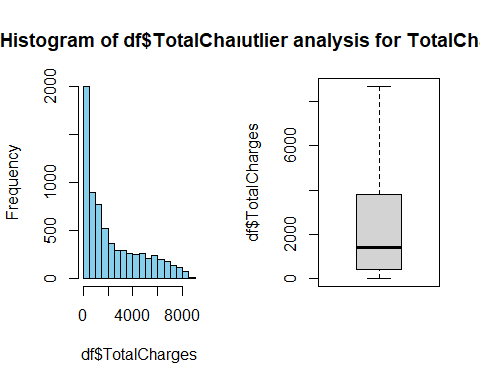 Histogram of df$TotalChaıutlier analysis for TotalCha
Frequency
0
500
1000
2000
0
4000
8000
df$TotalCharges
df$TotalCharges
0
2000
6000